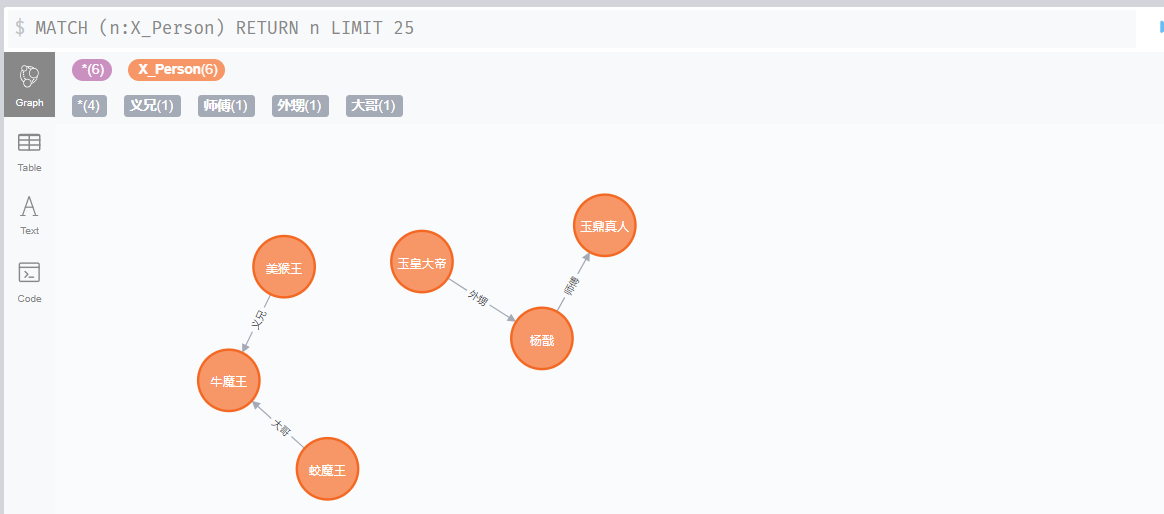 $ MATCH (n:X_Person) RETURN n LIMIT 25
Graph
*(6) X_Person(6)
*(4) 义兄(1) 师傅(1) 外甥(1) 大哥(1)
Table
Text
Code
玉鼎真人
美猴王
玉皇大帝
师傅
外甥
义兄
杨戬
牛魔王
大哥
蛟魔王